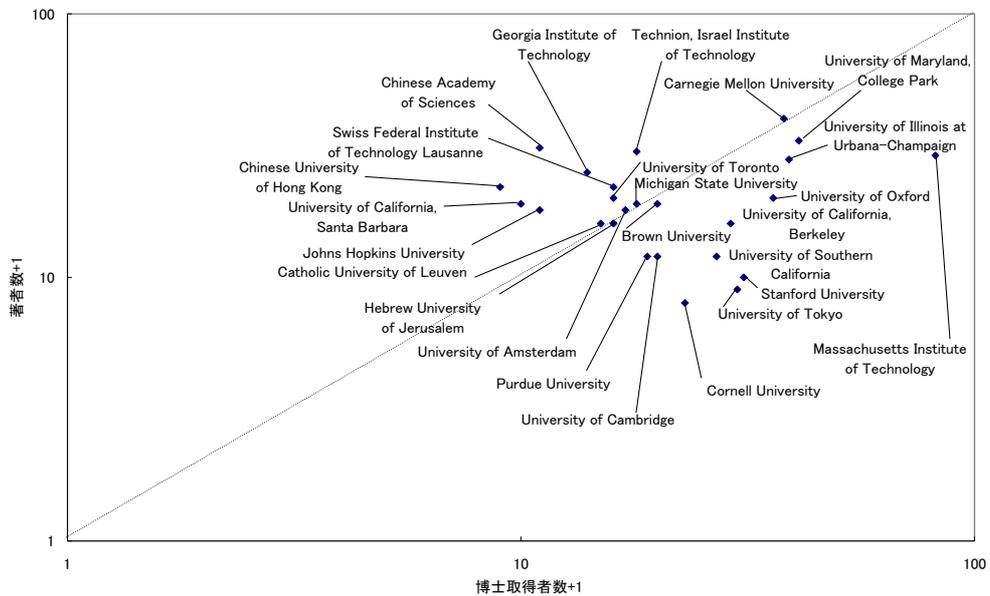 100
Georgia Institute of
Technology
Technion, Israel Institute
of Technology
University of Maryland,
College Park
Chinese Academy
of Sciences
Carnegie Mellon University
Swiss Federal Institute
of Technology Lausanne
University of Illinois at
Urbana-Champaign
Chinese University
of Hong Kong
University of Toronto
Michigan State University
University of Oxford
University of California,
Santa Barbara
University of California,
Berkeley
Brown University
Johns Hopkins University
University of Southern
California
Catholic University of Leuven
10
Stanford University
Hebrew University
of Jerusalem
University of Tokyo
University of Amsterdam
Massachusetts Institute
of Technology
Purdue University
Cornell University
University of Cambridge
著者数+1
1
1
10
100
博士取得者数+1